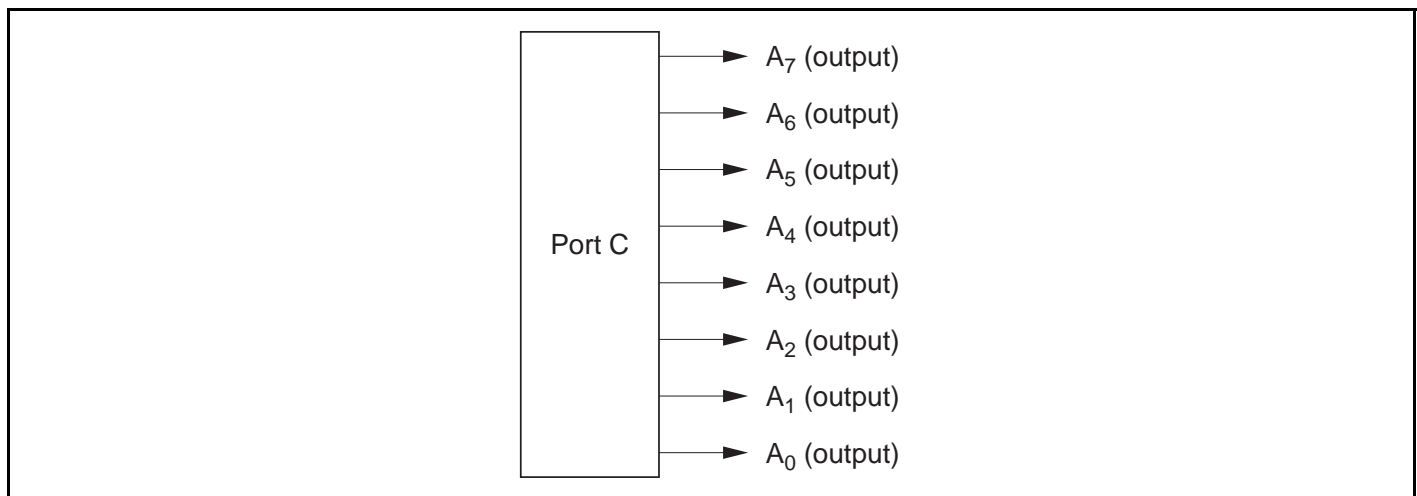 A7 (output)
A6 (output)
A5 (output)
A4 (output)
Port C
A3 (output)
A2 (output)
A1 (output)
A0 (output)